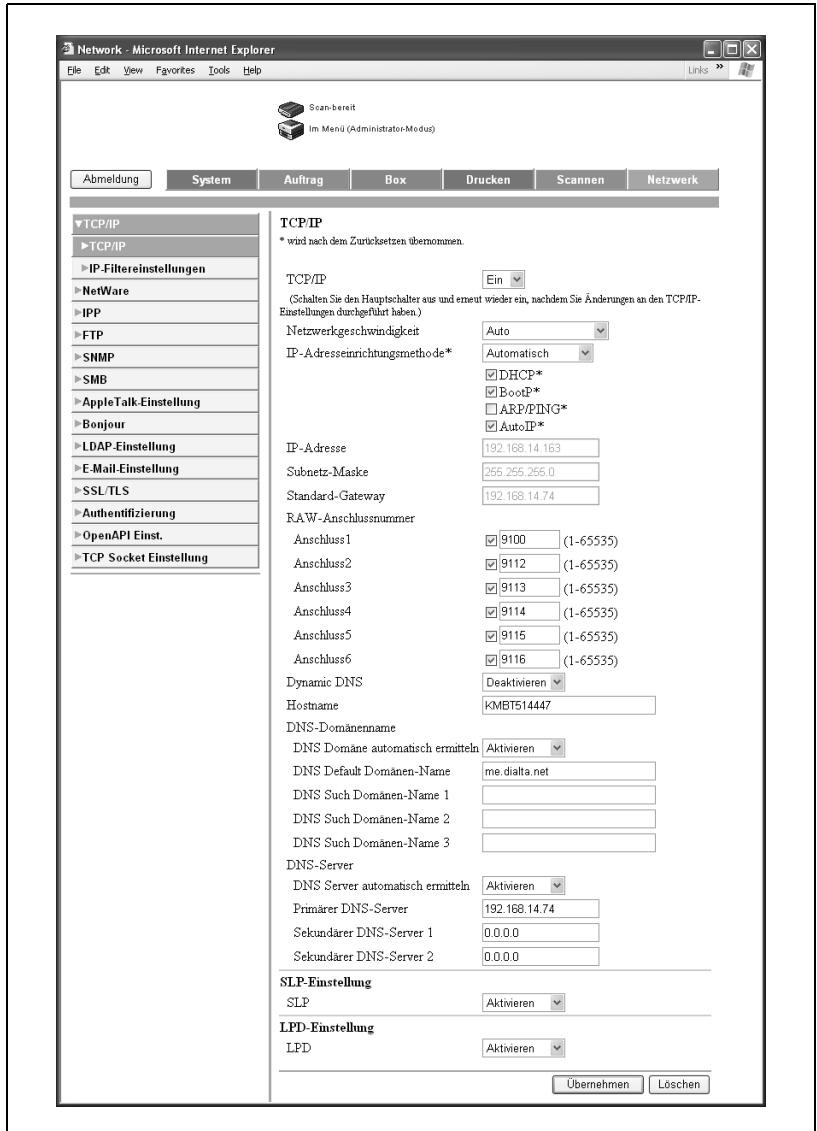 Network - Microsoft Internet Explorer
File Edit View Favorites Tools Help Links »
Scan-bereit
Im Menü (Administrator-Modus)
Abmeldung System Auftrag Box Drucken Scannen Netzwerk
▼TCP/IP
►TCP/IP
►IP-Filtereinstellungen
►NetWare
►IPP
►FTP
►SNMP
►SMB
►AppleTalk-Einstellung
►Bonjour
►LDAP-Einstellung
►E-Mail-Einstellung
►SSL/TLS
►Authentifizierung
►OpenAPI Einst.
►TCP Socket Einstellung
TCP/IP
* wird nach dem Zurücksetzen übernommen.
TCP/IP Ein
(Schalten Sie den Hauptschalter aus und erneut wieder ein, nachdem Sie Änderungen an den TCP/IP-
Einstellungen durchgeführt haben.)
Netzwerkgeschwindigkeit Auto
IP-Adresseinrichtungsmethode* Automatisch
DHCP*
BootP*
ARP/PING*
AutoIP*
IP-Adresse 192.168.14.163
Subnetz-Maske 255.255.255.0
Standard-Gateway 192.168.14.74
RAW-Anschlussnummer
Anschluss1 9100 (1-65535)
Anschluss2 9112 (1-65535)
Anschluss3 9113 (1-65535)
Anschluss4 9114 (1-65535)
Anschluss5 9115 (1-65535)
Anschluss6 9116 (1-65535)
Dynamic DNS Deaktivieren
Hostname KMBT514447
DNS-Domänenname
DNS Domäne automatisch ermitteln Aktivieren
DNS Default Domänen-Name me.dialta.net
DNS Such Domänen-Name 1
DNS Such Domänen-Name 2
DNS Such Domänen-Name 3
DNS-Server
DNS Server automatisch ermitteln Aktivieren
Primärer DNS-Server 192.168.14.74
Sekundärer DNS-Server 1 0.0.0.0
Sekundärer DNS-Server 2 0.0.0.0
SLP-Einstellung
SLP Aktivieren
LPD-Einstellung
LPD Aktivieren
Übernehmen Löschen